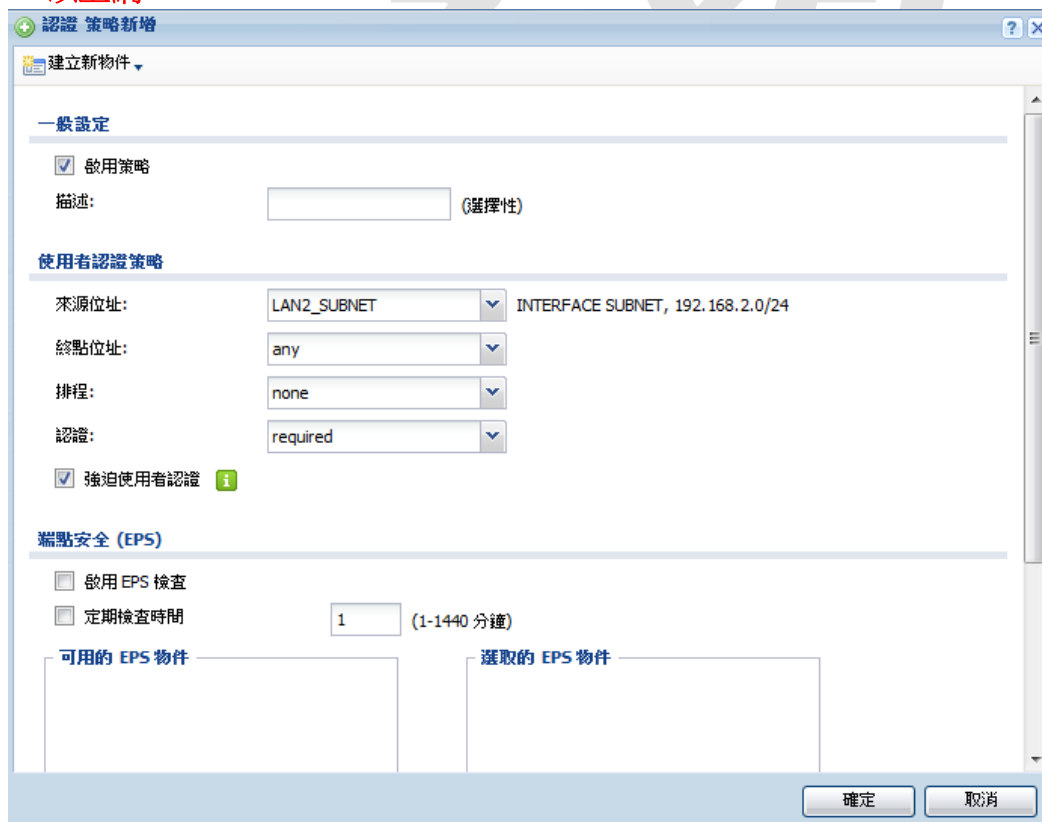 認證 策略新增
建立新物件
一般設定
啟用策略
描述: (選擇性)
使用者認證策略
來源位址: LAN2_SUBNET INTERFACE SUBNET, 192.168.2.0/24
終點位址: any
排程: none
認證: required
強迫使用者認證
端點安全 (EPS)
啟用 EPS 檢查
定期檢查時間 1 (1-1440 分鐘)
可用的 EPS 物件 選取的 EPS 物件
確定 取消